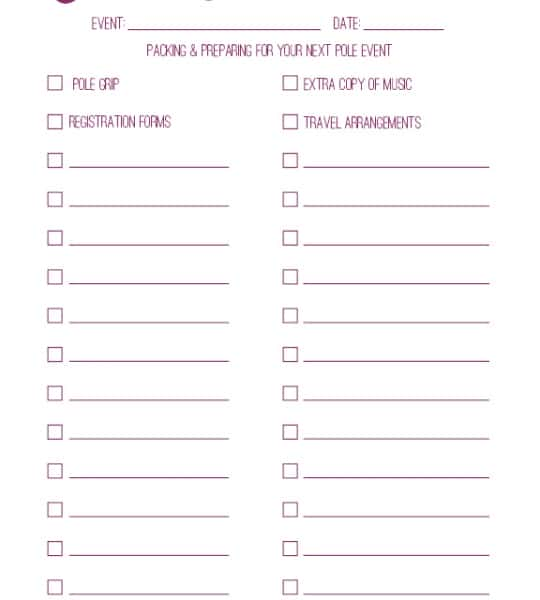 EVENT: DATE:
PACKING & PREPARING FOR YOUR NEXT POLE EVENT
POLE GRIP EXTRA COPY OF MUSIC
REGISTRATION FORMS TRAVEL ARRANGEMENTS